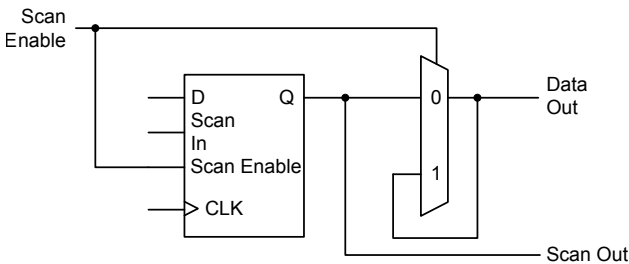 Scan
Enable
D
Q
Scan
In
Scan Enable
CLK
0
1
Data
Out
Scan Out